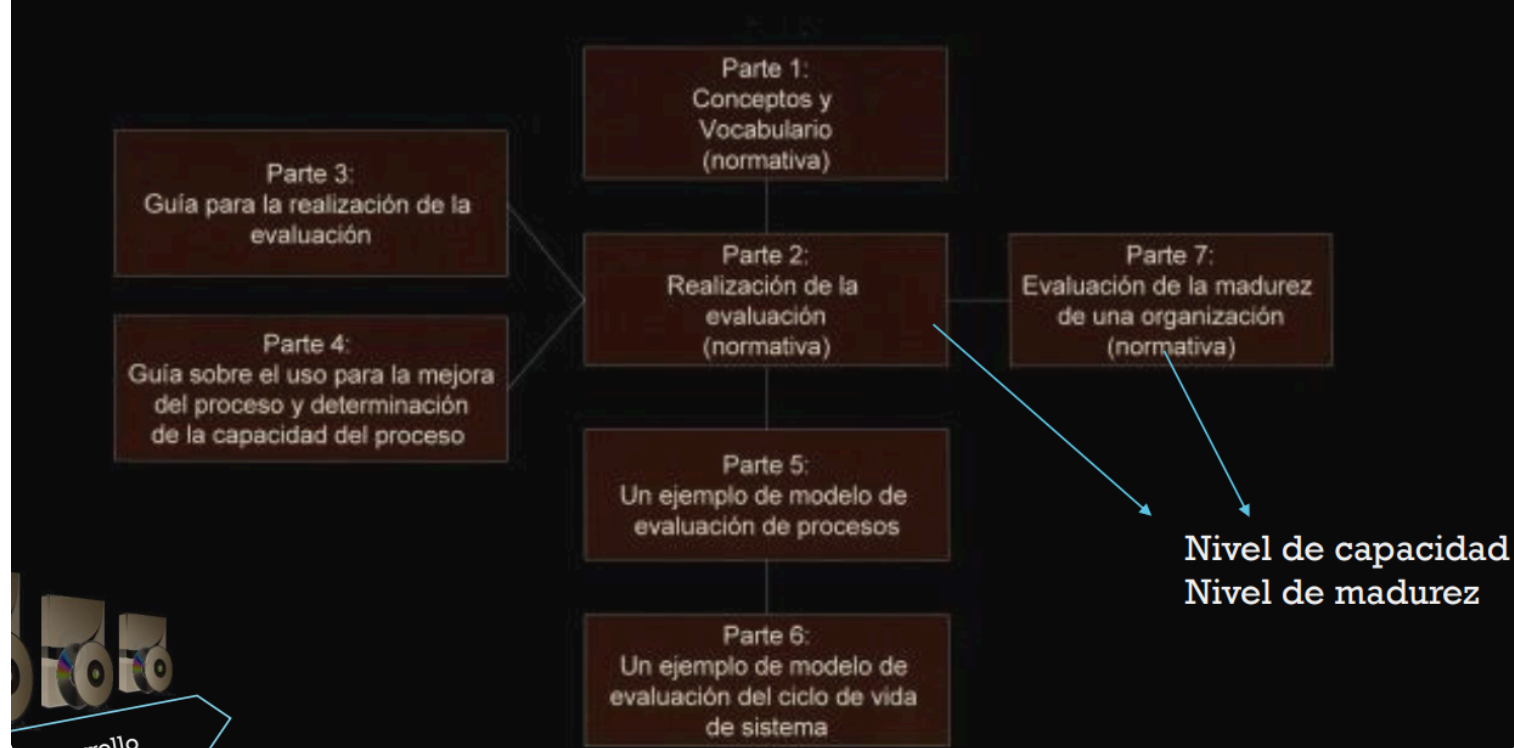 Parte 1:
Conceptos y
Vocabulario
(normativa)
Parte 3:
Guía para la realización de la
evaluación
Parte 2:
Realización de la
evaluación
(normativa)
Parte 7:
Evaluación de la madurez
de una organización
(normativa)
Parte 4:
Guía sobre el uso para la mejora
del proceso y determinación
de la capacidad del proceso
Parte 5:
Un ejemplo de modelo de
evaluación de procesos
Nivel de capacidad
Nivel de madurez
Parte 6:
Un ejemplo de modelo de
evaluación del ciclo de vida
de sistema